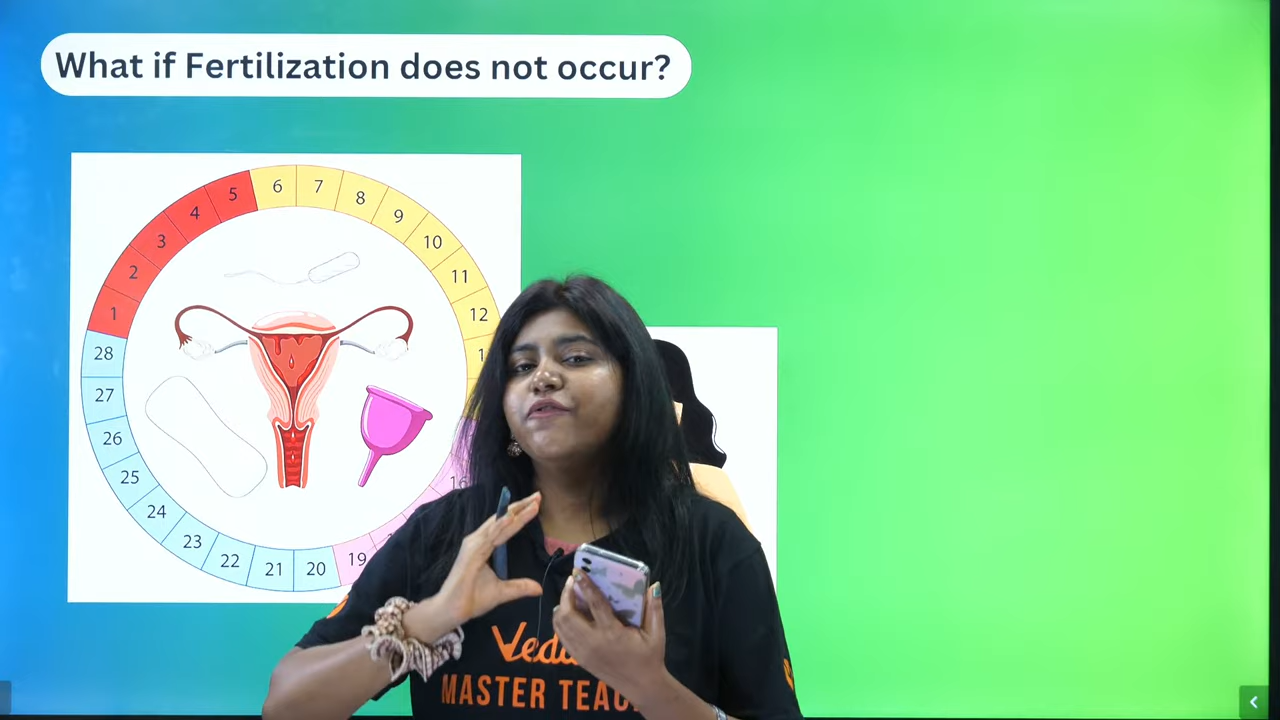 What if Fertilization does not occur?
5 6 7
4 8
3 9
2 10
11
1 12
28
27
26
25 16
24
23 19
22 21 20
MASTER